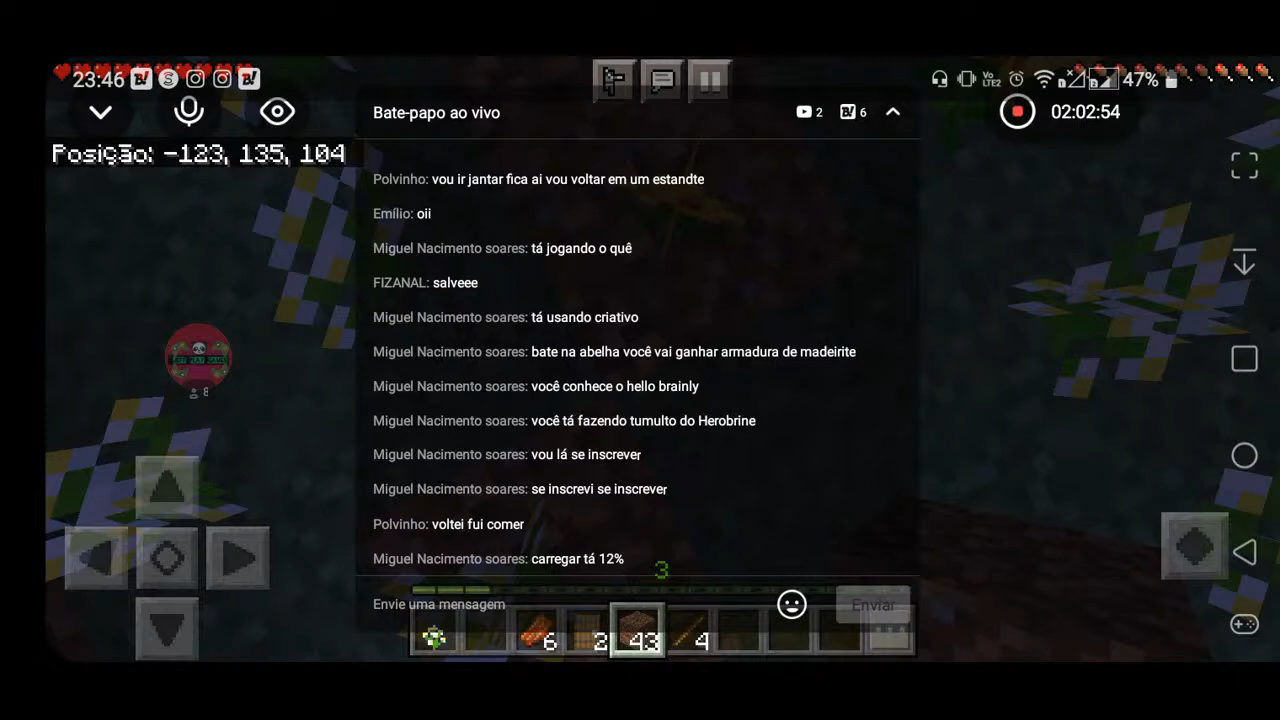 23:46
Vo LTE2
47%
Bate-papo ao vivo
2
6
02:02:54
Posição: -123, 135, 104
Polvinho: vou ir jantar fica ai vou voltar em um estandte
Emílio: oii
Miguel Nacimento soares: tá jogando o quê
FIZANAL: salveee
Miguel Nacimento soares: tá usando criativo
Miguel Nacimento soares: bate na abelha você vai ganhar armadura de madeirite
Miguel Nacimento soares: você conhece o hello brainly
8
Miguel Nacimento soares: você tá fazendo tumulto do Herobrine
Miguel Nacimento soares: vou lá se inscrever
Miguel Nacimento soares: se inscrevi se inscrever
Polvinho: voltei fui comer
Miguel Nacimento soares: carregar tá 12%
3
Envie uma mensagem
Enviar
6
2
43
4